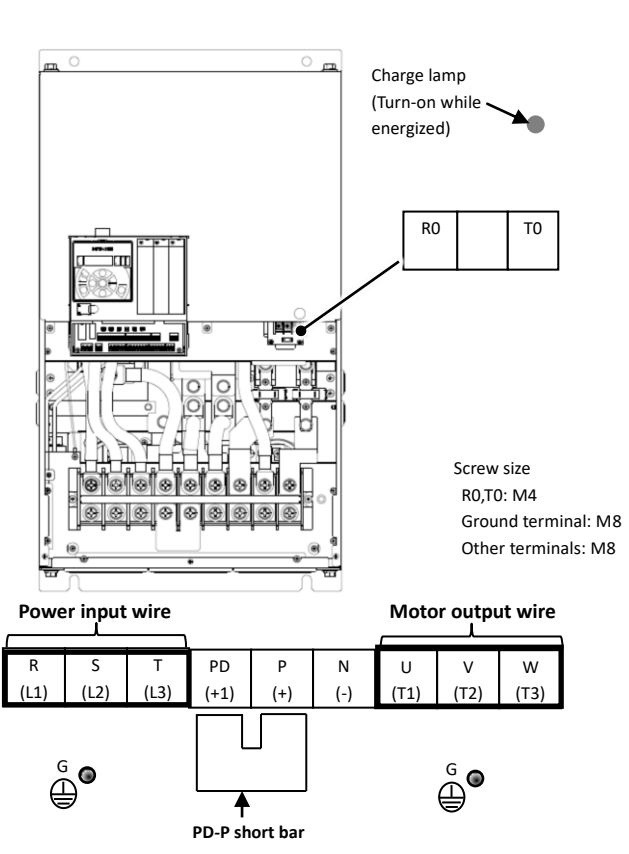 Charge lamp
(Turn-on while
energized)
R0 T0
Screw size
R0,T0: M4
Ground terminal: M8
Other terminals: M8
Power input wire Motor output wire
R S T PD P N U V W
(L1) (L2) (L3) (+1) (+) (-) (T1) (T2) (T3)
G G
PD-P short bar